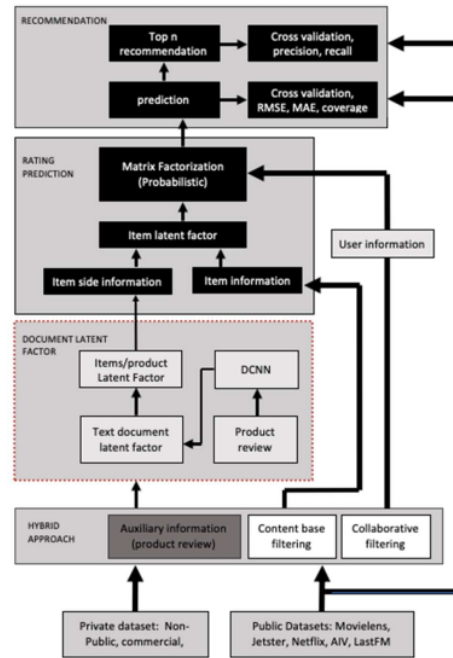 RECOMMENDATION
Top n
recommendation
Cross validation,
precision, recall
prediction
Cross validation,
RMSE, MAE, coverage
RATING
PREDICTION
Matrix Factorization
(Probabilistic)
Item latent factor
User information
Item side information
Item information
DOCUMENT LATENT
FACTOR
Items/product
Latent Factor
DCNN
Text document
latent factor
Product
review
HYBRID
APPROACH
Auxiliary information
(product review)
Content base
filtering
Collaborative
filtering
Private dataset: Non-
Public, commercial,
Public Datasets: Movielens,
Jetster, Netflix, AIV, LastFM